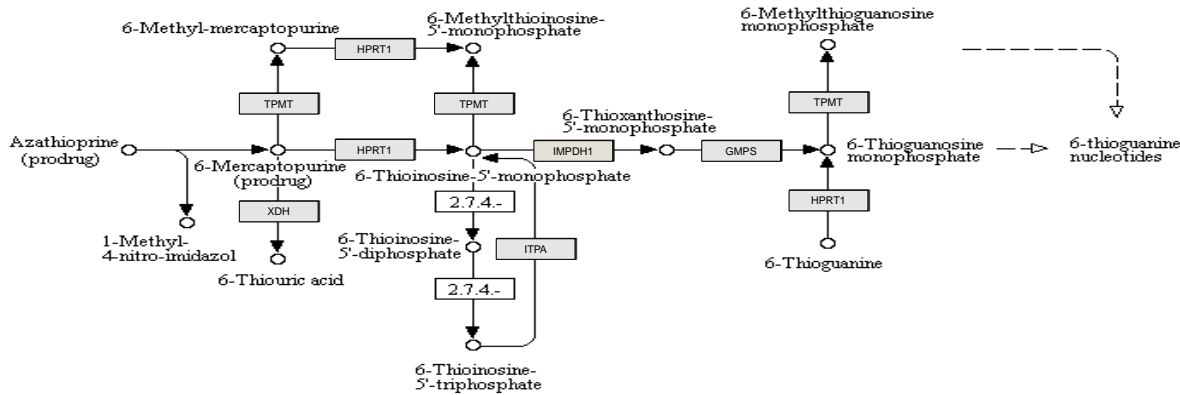 6-Methyl-mercaptopurine
6-Methylthioinosine-
5'-monophosphate
6-Methylthioguanosine
monophosphate
HPRT1
TPMT
TPMT
TPMT
6-Thioxanthosine-
5'-monophosphate
Azathioprine
(prodrug)
HPRT1
IMPDH1
GMPS
6-Thioguanosine
monophosphate
6-thioguanine
nucleotides
6-Mercaptopurine
(prodrug)
6-Thioinosine-5'-monophosphate
2.7.4.-
HPRT1
XDH
1-Methyl-
4-nitro-imidazol
6-Thioinosine-
5'-diphosphate
ITPA
6-Thioguanine
6-Thiouric acid
2.7.4.-
6-Thioinosine-
5'-triphosphate